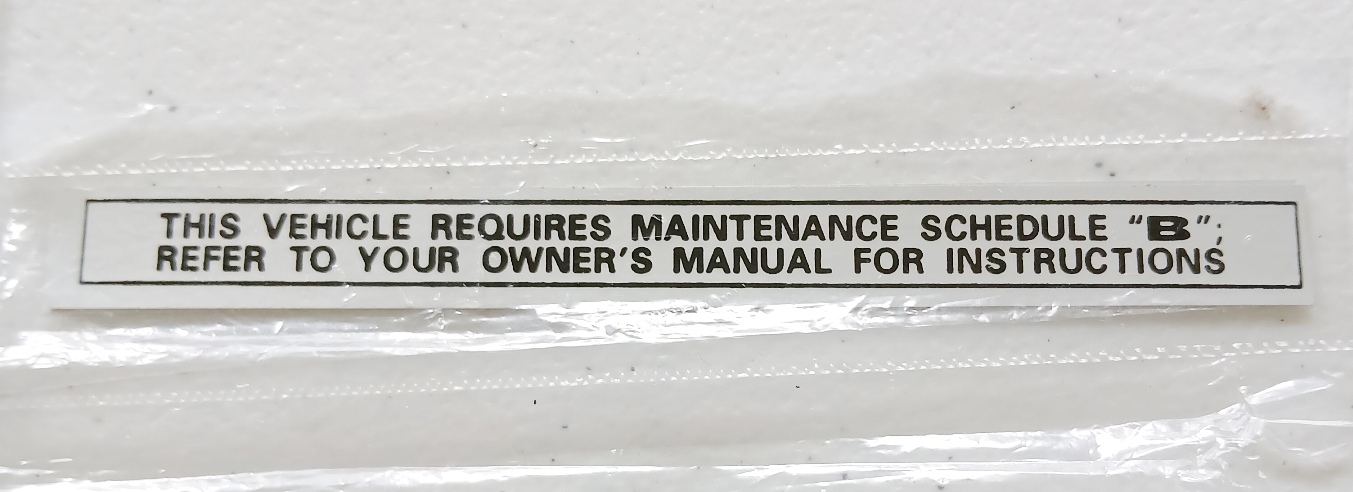 THIS VEHICLE REQUIRES MAINTENANCE SCHEDULE “B”;
REFER TO YOUR OWNER'S MANUAL FOR INSTRUCTIONS